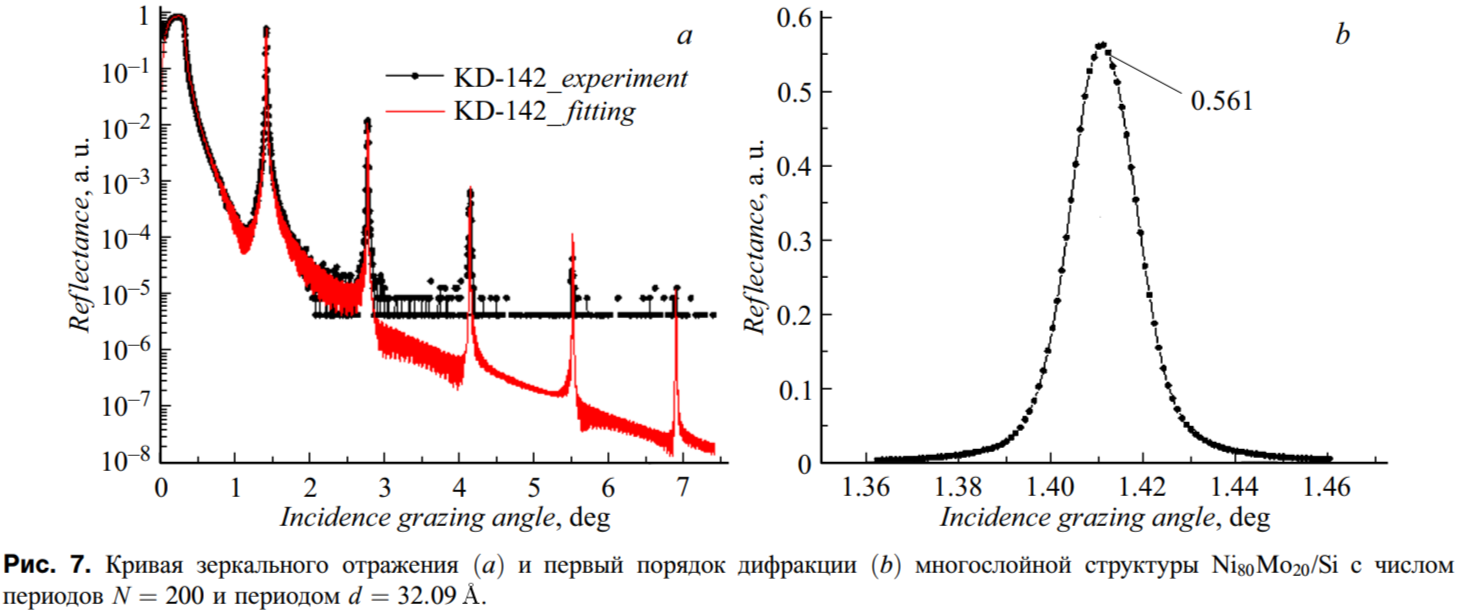 a
1
10⁻¹
10⁻²
10⁻³
10⁻⁴
10⁻⁵
10⁻⁶
10⁻⁷
10⁻⁸
Reflectance, a. u.
KD-142_experiment
KD-142_fitting
0 1 2 3 4 5 6 7
Incidence grazing angle, deg
b
0.6
0.5
0.4
0.3
0.2
0.1
0
Reflectance, a. u.
0.561
1.36 1.38 1.40 1.42 1.44 1.46
Incidence grazing angle, deg
Рис. 7. Кривая зеркального отражения (a) и первый порядок дифракции (b) многослойной структуры Ni₈₀Mo₂₀/Si с числом
периодов N = 200 и периодом d = 32.09 Å.